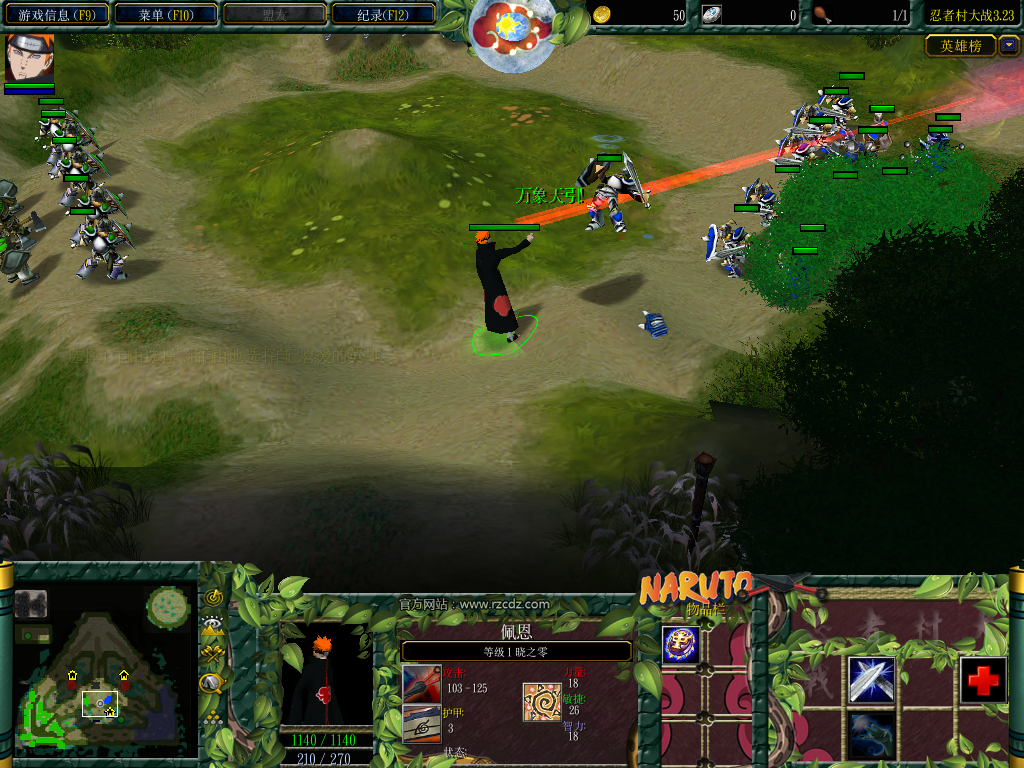 游戏信息 (F9) 菜单 (F10) 盟友 纪录(F12) 50 0 1/1 忍者村大战3.23
英雄榜
万象天引!
NARUTO
官方网站：www.rzcdz.com
物品栏
佩恩
等级 1 晓之零
攻击:
103 - 125
力量:
18
敏捷:
26
护甲:
3
智力:
18
状态:
1140 / 1140
210 / 270